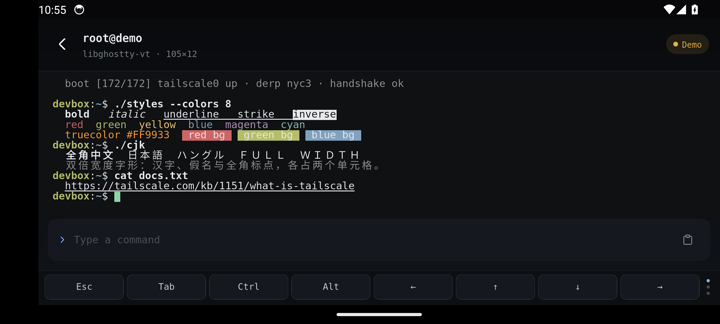 10:55
root@demo
libghostty-vt · 105×12
Demo
boot [172/172] tailscale0 up · derp nyc3 · handshake ok
devbox:~$ ./styles --colors 8
bold italic underline strike inverse
red green yellow blue magenta cyan
truecolor #FF9933 red bg green bg blue bg
devbox:~$ ./cjk
全角中文 日本語 ハングル ＦＵＬＬ ＷＩＤＴＨ
双倍宽度字形：汉字、假名与全角标点，各占两个单元格。
devbox:~$ cat docs.txt
https://tailscale.com/kb/1151/what-is-tailscale
devbox:~$
› Type a command
Esc Tab Ctrl Alt ← ↑ ↓ →